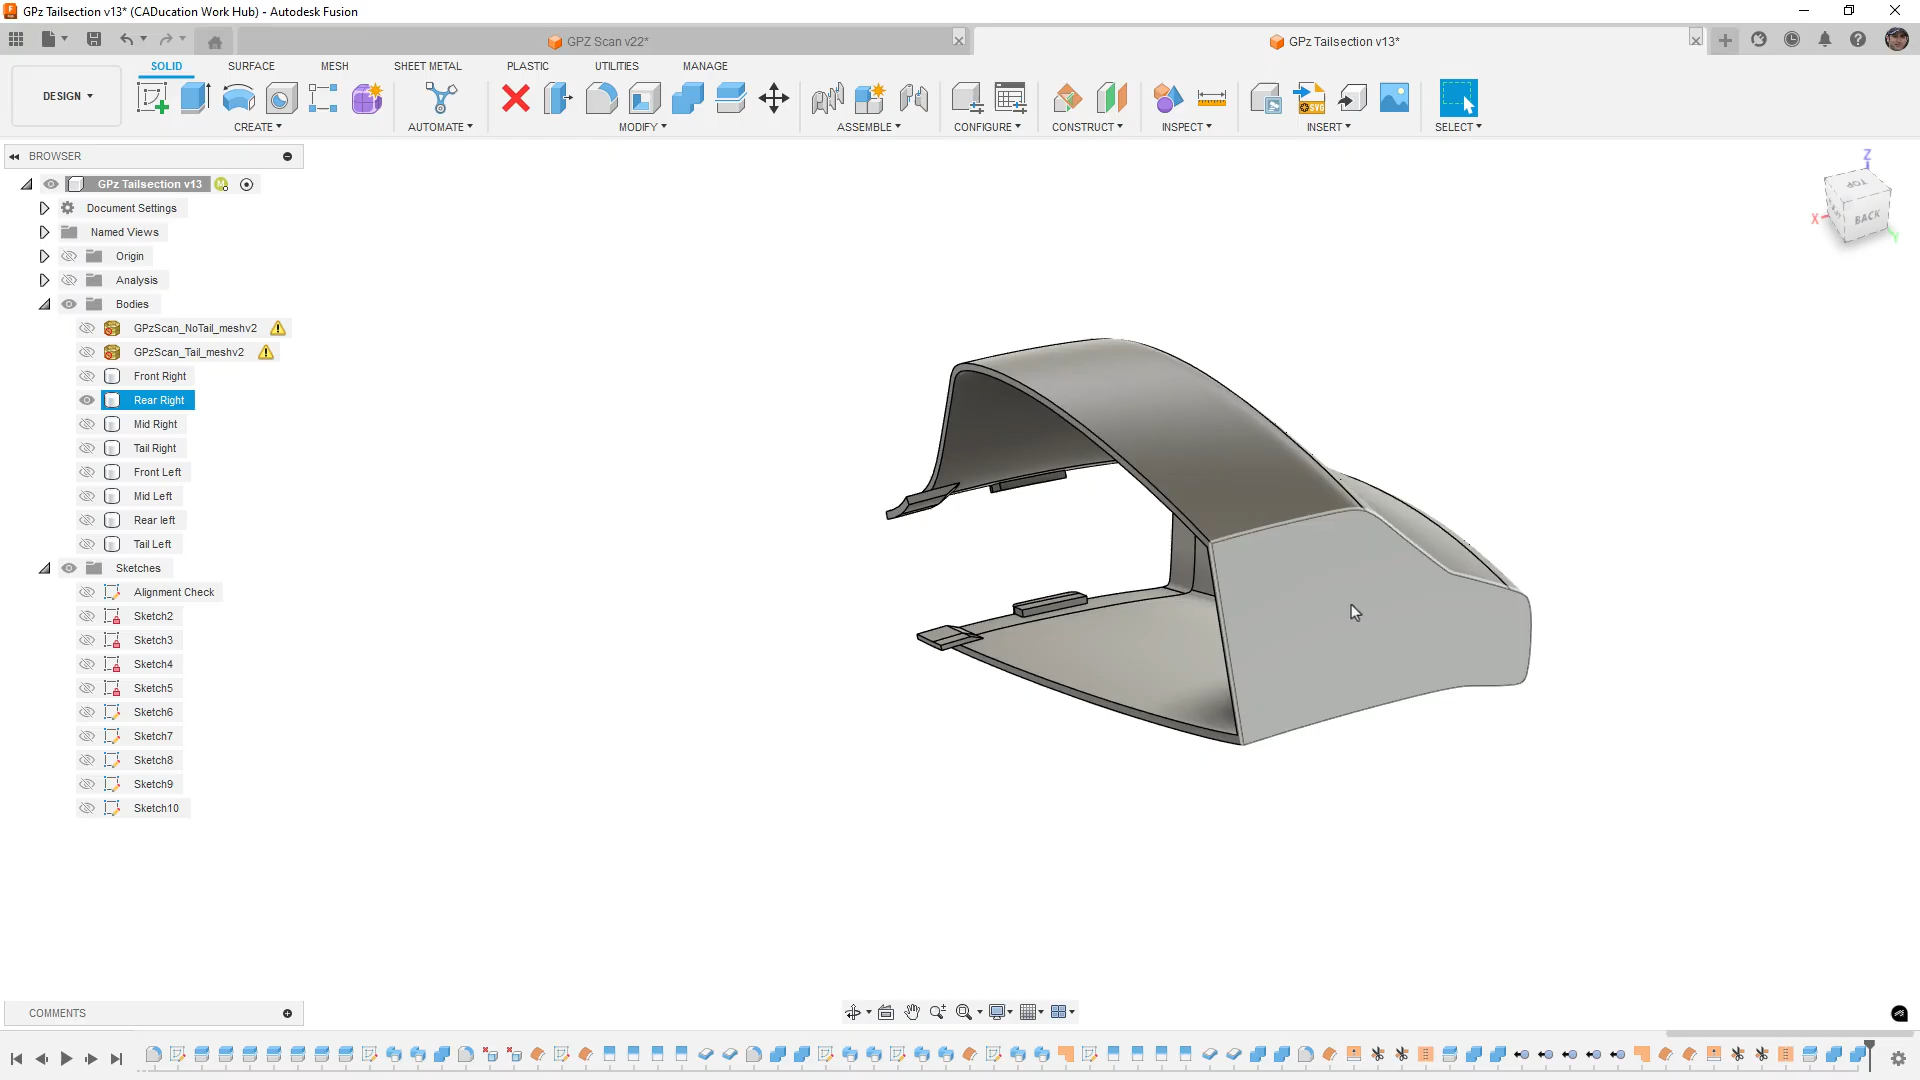 GPz Tailsection v13* (CADucation Work Hub) - Autodesk Fusion
GPZ Scan v22*
GPz Tailsection v13*
DESIGN
SOLID
SURFACE
MESH
SHEET METAL
PLASTIC
UTILITIES
MANAGE
CREATE
AUTOMATE
MODIFY
ASSEMBLE
CONFIGURE
CONSTRUCT
INSPECT
INSERT
SELECT
SVG
BROWSER
GPz Tailsection v13
M
Document Settings
Named Views
Origin
Analysis
Bodies
GPzScan_NoTail_meshv2
GPzScan_Tail_meshv2
Front Right
Rear Right
Mid Right
Tail Right
Front Left
Mid Left
Rear left
Tail Left
Sketches
Alignment Check
Sketch2
Sketch3
Sketch4
Sketch5
Sketch6
Sketch7
Sketch8
Sketch9
Sketch10
Z
TOP
BACK
X
Y
COMMENTS